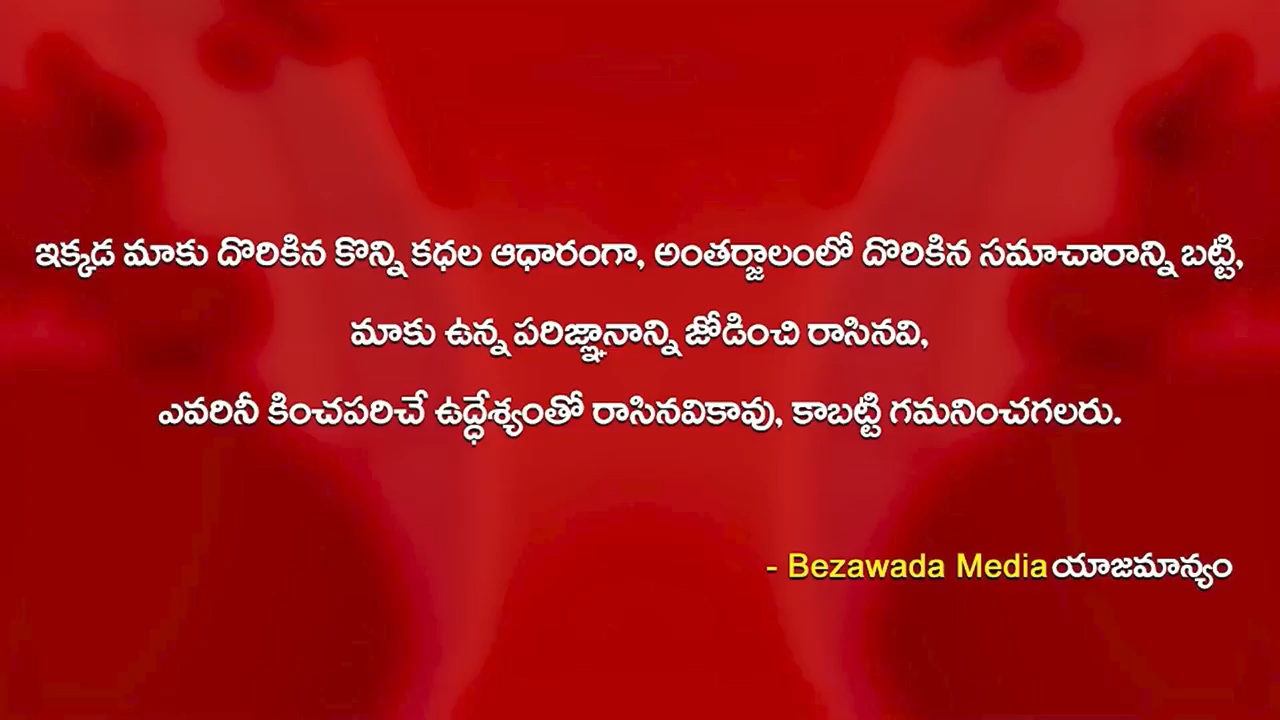 ఇక్కడ మాకు దొరికిన కొన్ని కధల ఆధారంగా, అంతర్జాలంలో దొరికిన సమాచారాన్ని బట్టి,
మాకు ఉన్న పరిజ్ఞానాన్ని జోడించి రాసినవి,
ఎవరినీ కించపరిచే ఉద్ధేశ్యంతో రాసినవికావు, కాబట్టి గమనించగలరు.
- Bezawada Media యాజమాన్యం